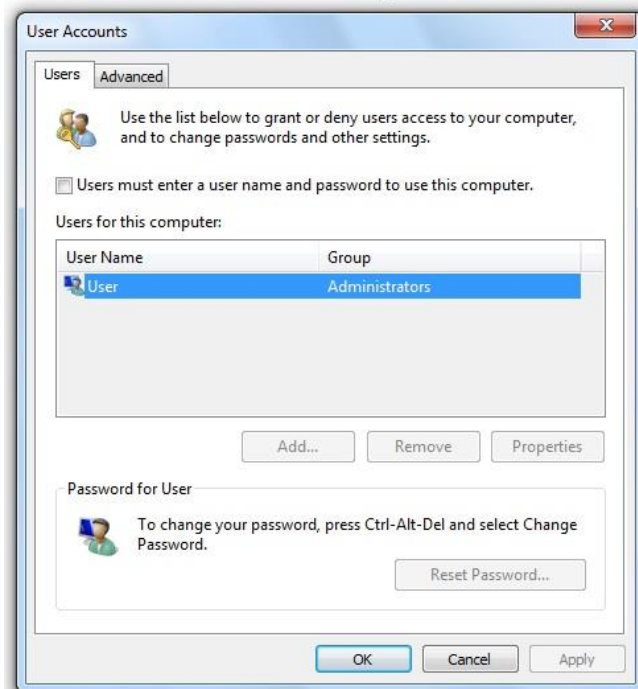 User Accounts
Users
Advanced
Use the list below to grant or deny users access to your computer,
and to change passwords and other settings.
Users must enter a user name and password to use this computer.
Users for this computer:
User Name
Group
User
Administrators
Add...
Remove
Properties
Password for User
To change your password, press Ctrl-Alt-Del and select Change
Password.
Reset Password...
OK
Cancel
Apply